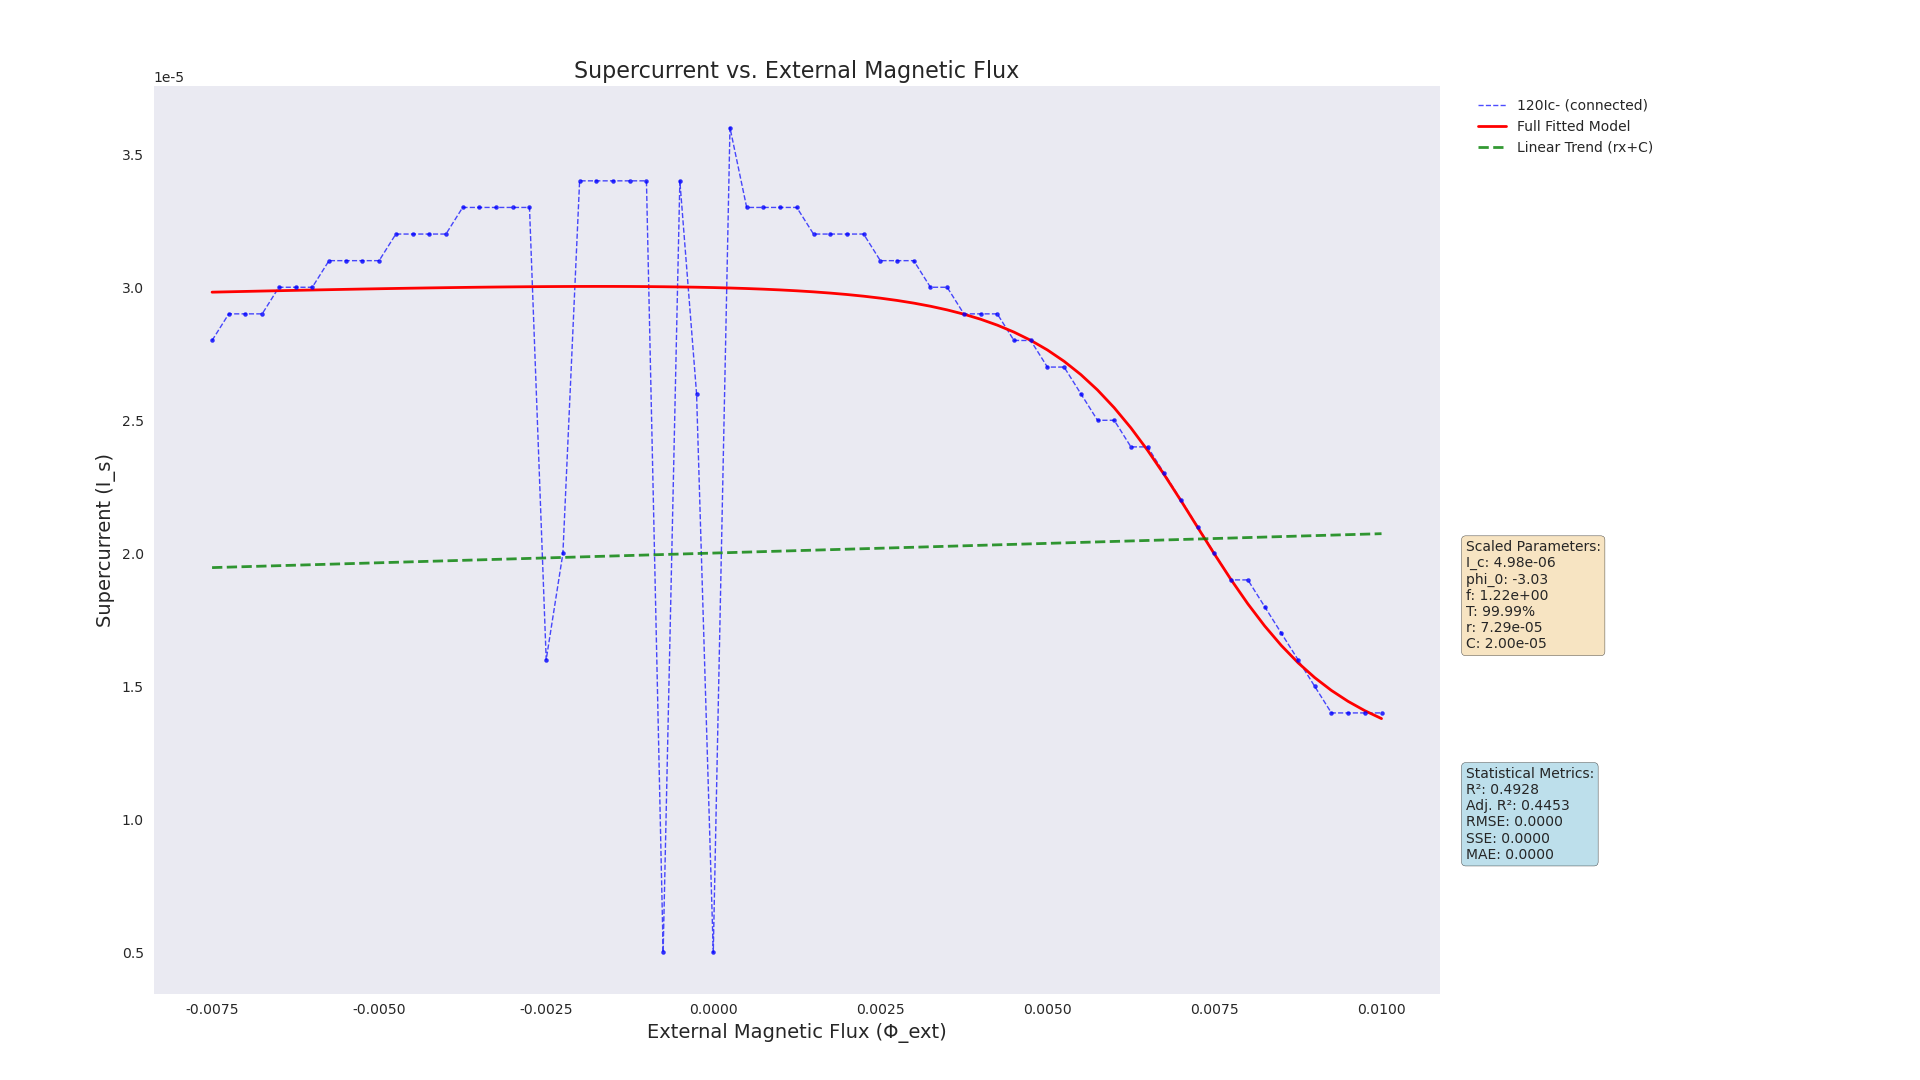 Supercurrent vs. External Magnetic Flux
1e-5
3.5
3.0
2.5
2.0
1.5
1.0
0.5
Supercurrent (I_s)
-0.0075
-0.0050
-0.0025
0.0000
0.0025
0.0050
0.0075
0.0100
External Magnetic Flux (Φ_ext)
120Ic- (connected)
Full Fitted Model
Linear Trend (rx+C)
Scaled Parameters:
I_c: 4.98e-06
phi_0: -3.03
f: 1.22e+00
T: 99.99%
r: 7.29e-05
C: 2.00e-05
Statistical Metrics:
R²: 0.4928
Adj. R²: 0.4453
RMSE: 0.0000
SSE: 0.0000
MAE: 0.0000